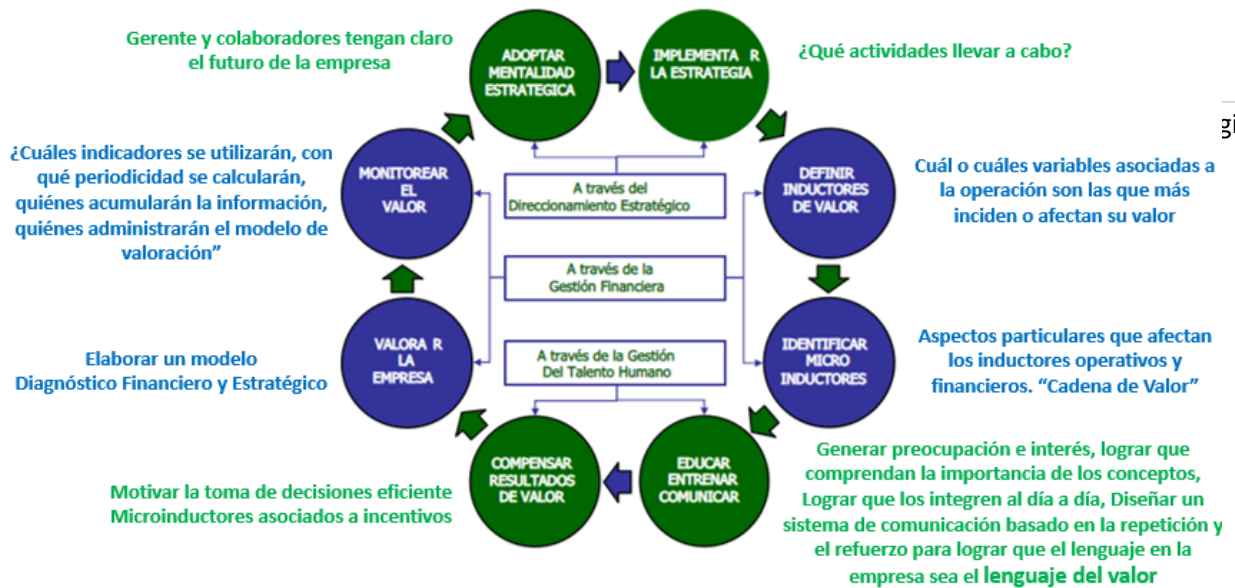 Gerente y colaboradores tengan claro
el futuro de la empresa
ADOPTAR
MENTALIDAD
ESTRATEGICA
IMPLEMENTA R
LA ESTRATEGIA
¿Qué actividades llevar a cabo?
¿Cuáles indicadores se utilizarán, con
qué periodicidad se calcularán,
quiénes acumularán la información,
quiénes administrarán el modelo de
valoración”
MONITOREAR
EL
VALOR
A través del
Direccionamiento Estratégico
DEFINIR
INDUCTORES
DE VALOR
Cuál o cuáles variables asociadas a
la operación son las que más
inciden o afectan su valor
A través de la
Gestión Financiera
Elaborar un modelo
Diagnóstico Financiero y Estratégico
VALORA R
LA
EMPRESA
A través de la Gestión
Del Talento Humano
IDENTIFICAR
MICRO
INDUCTORES
Aspectos particulares que afectan
los inductores operativos y
financieros. “Cadena de Valor”
Motivar la toma de decisiones eficiente
Microinductores asociados a incentivos
COMPENSAR
RESULTADOS
DE VALOR
EDUCAR
ENTRENAR
COMUNICAR
Generar preocupación e interés, lograr que
comprendan la importancia de los conceptos,
Lograr que los integren al día a día, Diseñar un
sistema de comunicación basado en la repetición y
el refuerzo para lograr que el lenguaje en la
empresa sea el lenguaje del valor